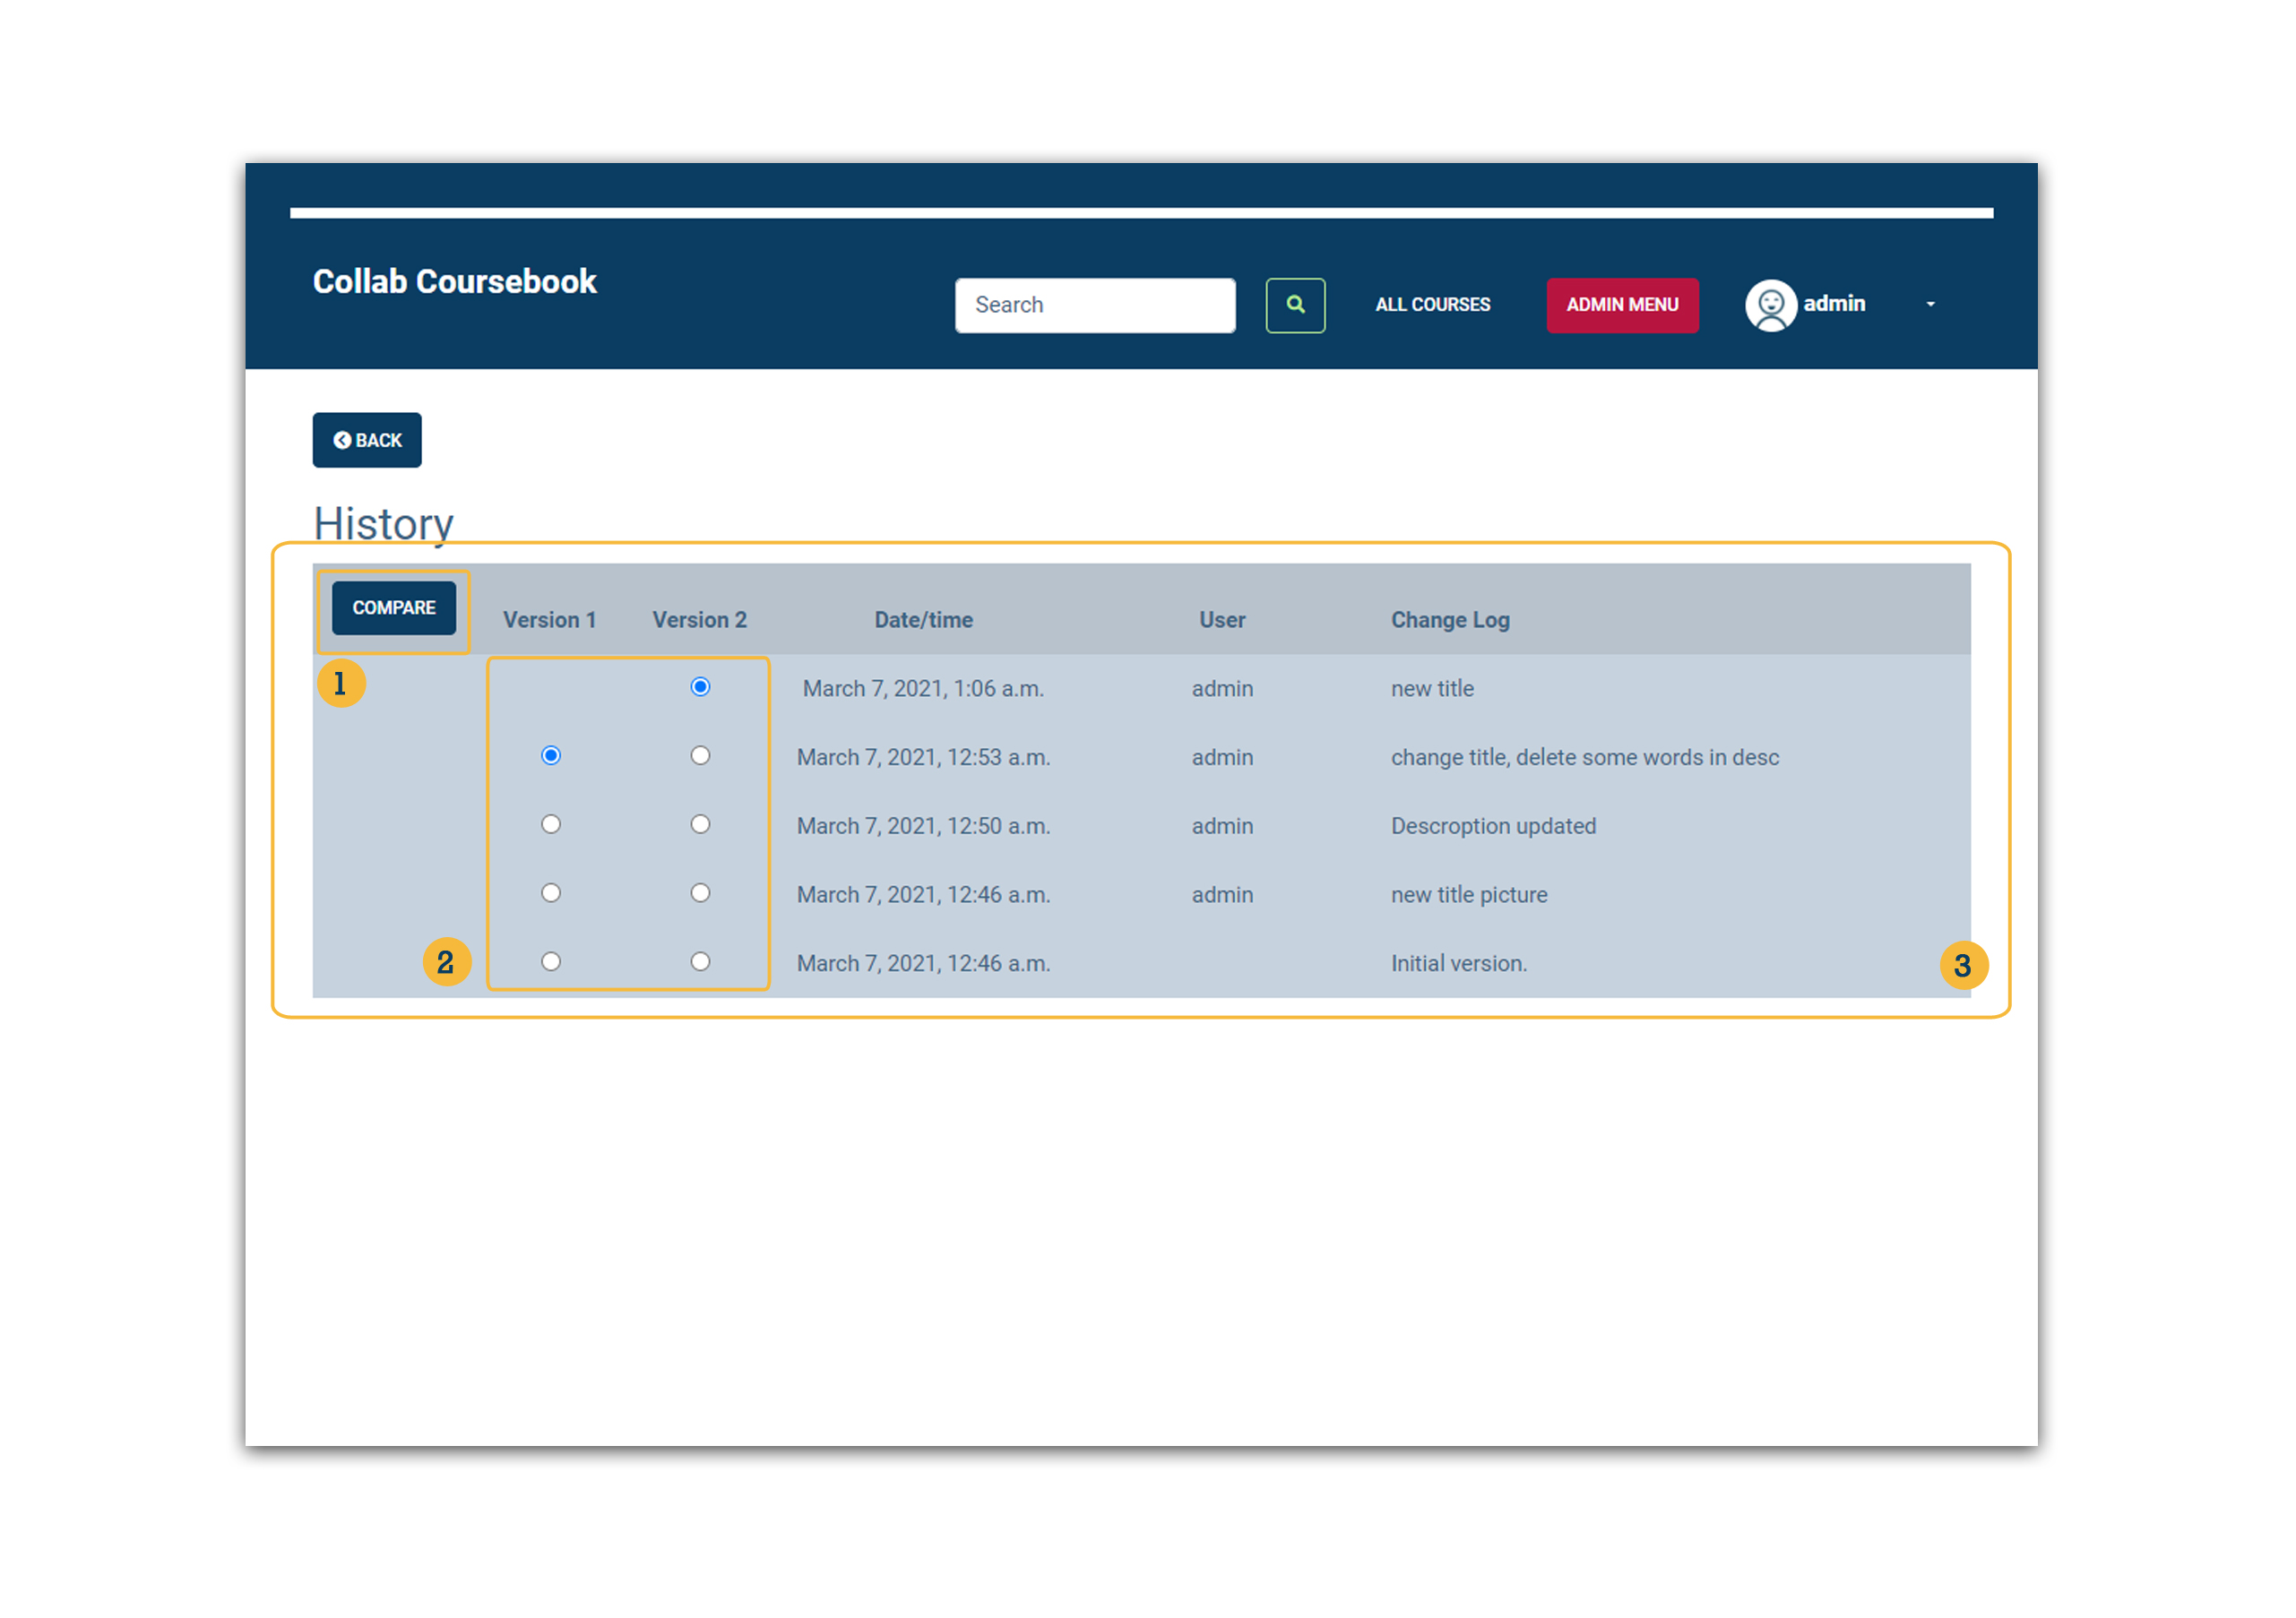 Collab Coursebook
Search ALL COURSES ADMIN MENU admin
BACK
History
COMPARE Version 1 Version 2 Date/time User Change Log
1
March 7, 2021, 1:06 a.m. admin new title
March 7, 2021, 12:53 a.m. admin change title, delete some words in desc
March 7, 2021, 12:50 a.m. admin Descroption updated
March 7, 2021, 12:46 a.m. admin new title picture
2 March 7, 2021, 12:46 a.m. Initial version. 3